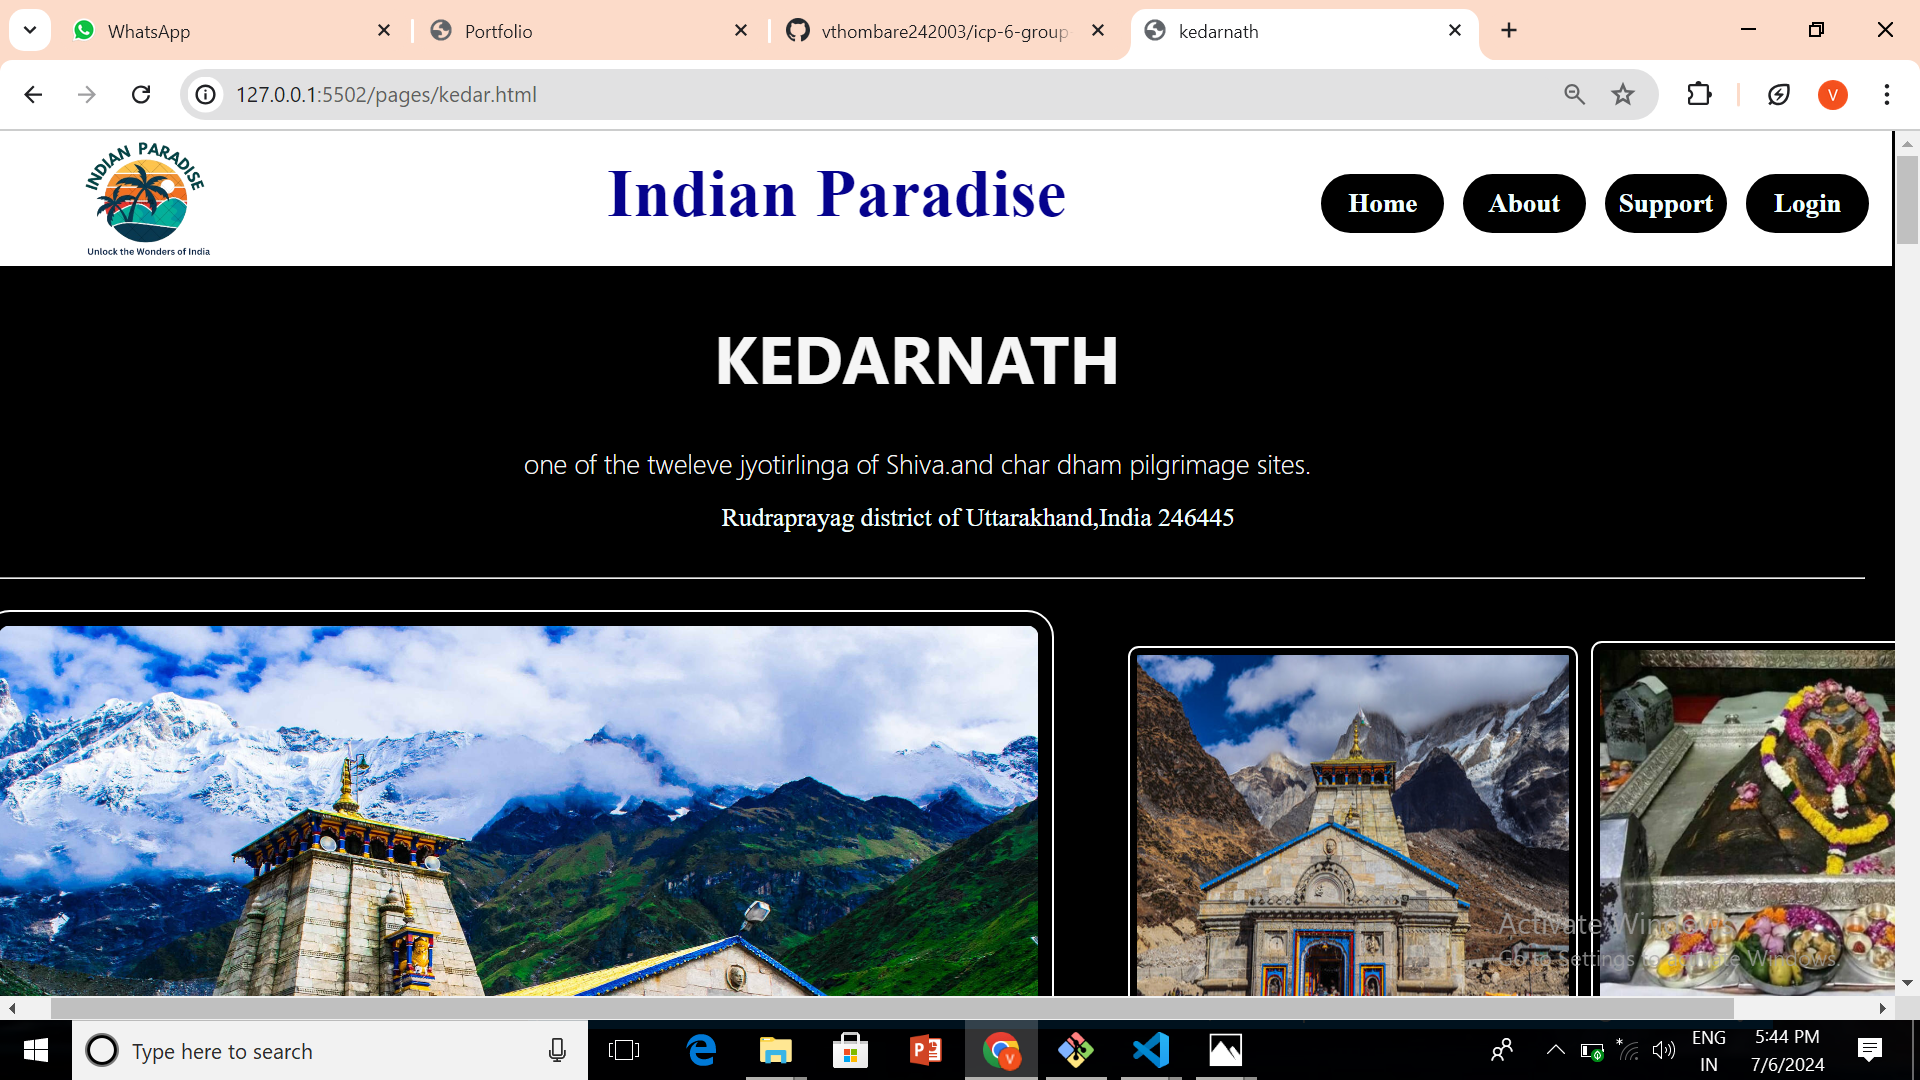 WhatsApp
Portfolio
vthombare242003/icp-6-group-
kedarnath
127.0.0.1:5502/pages/kedar.html
V
INDIAN PARADISE
Unlock the Wonders of India
Indian Paradise
Home
About
Support
Login
KEDARNATH
one of the tweleve jyotirlinga of Shiva.and char dham pilgrimage sites.
Rudraprayag district of Uttarakhand,India 246445
Activate Windows
Go to Settings to activate Windows.
Type here to search
V
ENG
IN
5:44 PM
7/6/2024